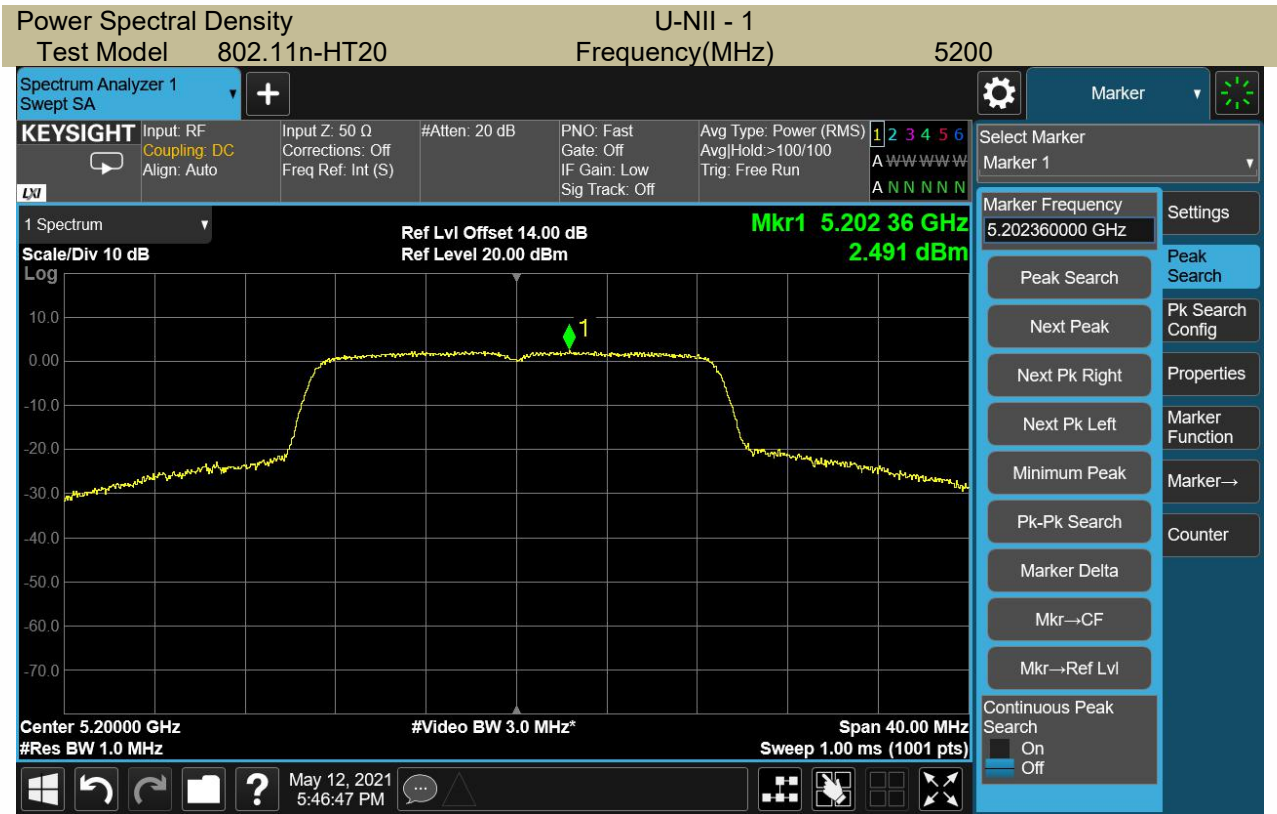 Power Spectral Density U-NII - 1
Test Model 802.11n-HT20 Frequency(MHz) 5200
Spectrum Analyzer 1
Swept SA
+
Marker
KEYSIGHT
LXI
Input: RF
Coupling: DC
Align: Auto
Input Z: 50 Ω
Corrections: Off
Freq Ref: Int (S)
#Atten: 20 dB
PNO: Fast
Gate: Off
IF Gain: Low
Sig Track: Off
Avg Type: Power (RMS)
Avg|Hold:>100/100
Trig: Free Run
1 2 3 4 5 6
A W W W W W
A N N N N N
Select Marker
Marker 1
1 Spectrum
Scale/Div 10 dB
Log
Ref Lvl Offset 14.00 dB
Ref Level 20.00 dBm
Mkr1 5.202 36 GHz
2.491 dBm
1
10.0
0.00
-10.0
-20.0
-30.0
-40.0
-50.0
-60.0
-70.0
Center 5.20000 GHz
#Res BW 1.0 MHz
#Video BW 3.0 MHz*
Span 40.00 MHz
Sweep 1.00 ms (1001 pts)
Marker Frequency
5.202360000 GHz
Peak Search
Next Peak
Next Pk Right
Next Pk Left
Minimum Peak
Pk-Pk Search
Marker Delta
Mkr→CF
Mkr→Ref Lvl
Continuous Peak
Search
On
Off
Settings
Peak
Search
Pk Search
Config
Properties
Marker
Function
Marker→
Counter
?
May 12, 2021
5:46:47 PM